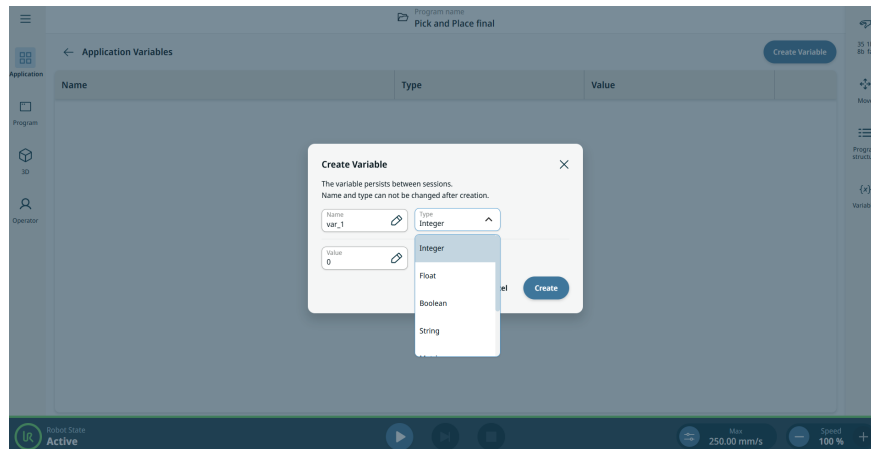 Program name
Pick and Place final
Application Variables
Create Variable
Application
Name
Type
Value
Program
3D
Operator
Move
Create Variable
The variable persists between sessions.
Name and type can not be changed after creation.
Name
var_1
Type
Integer
Value
0
Integer
Float
Boolean
String
Create
{x}
UR
Robot State
Active
Max
250.00 mm/s
Speed
100 %